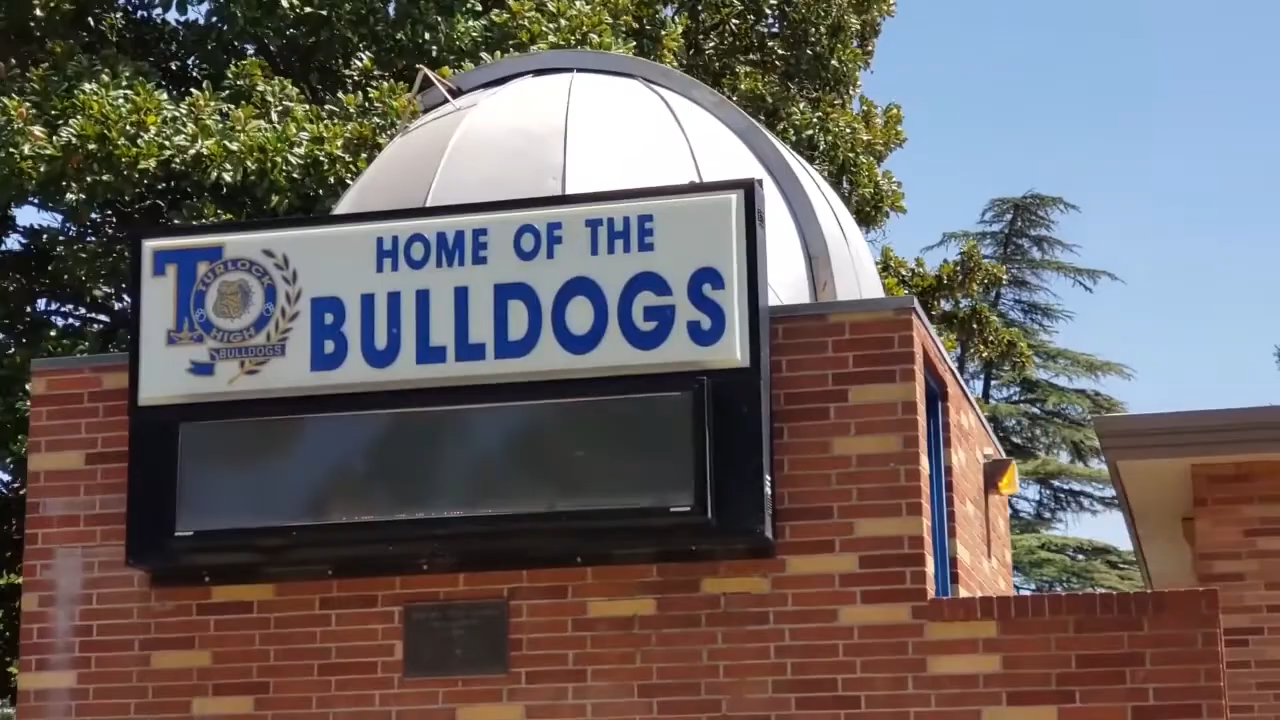 T
TURLOCK
HIGH
BULLDOGS
HOME OF THE
BULLDOGS